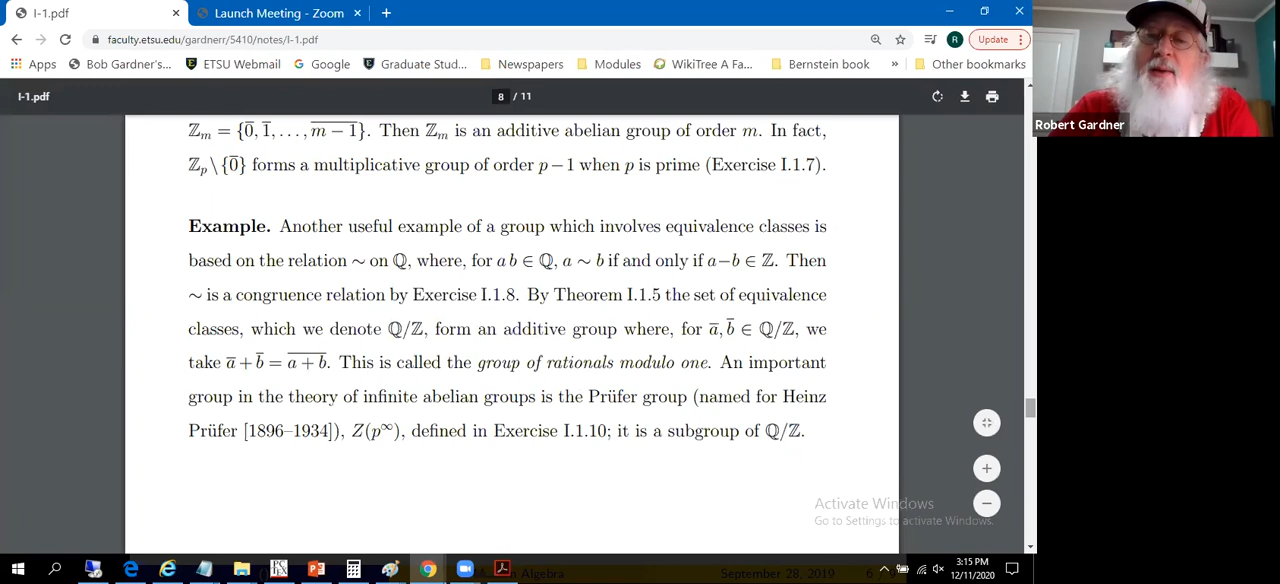 I-1.pdf
Launch Meeting - Zoom
faculty.etsu.edu/gardnerr/5410/notes/I-1.pdf
R
Update
Apps
Bob Gardner's...
ETSU Webmail
Google
Graduate Stud...
Newspapers
Modules
WikiTree A Fa...
Bernstein book
»
Other bookmarks
I-1.pdf
8 / 11
Robert Gardner
ℤₘ = {0̅, 1̅, . . . , \overline{m − 1}}. Then ℤₘ is an additive abelian group of order m. In fact,
ℤₚ \ {0̅} forms a multiplicative group of order p − 1 when p is prime (Exercise I.1.7).
Example. Another useful example of a group which involves equivalence classes is
based on the relation ∼ on ℚ, where, for a b ∈ ℚ, a ∼ b if and only if a−b ∈ ℤ. Then
∼ is a congruence relation by Exercise I.1.8. By Theorem I.1.5 the set of equivalence
classes, which we denote ℚ/ℤ, form an additive group where, for a̅, b̅ ∈ ℚ/ℤ, we
take a̅ + b̅ = \overline{a + b}. This is called the group of rationals modulo one. An important
group in the theory of infinite abelian groups is the Prüfer group (named for Heinz
Prüfer [1896–1934]), Z(p^∞), defined in Exercise I.1.10; it is a subgroup of ℚ/ℤ.
Activate Windows
Go to Settings to activate Windows.
September 28, 2019
3:15 PM
12/11/2020